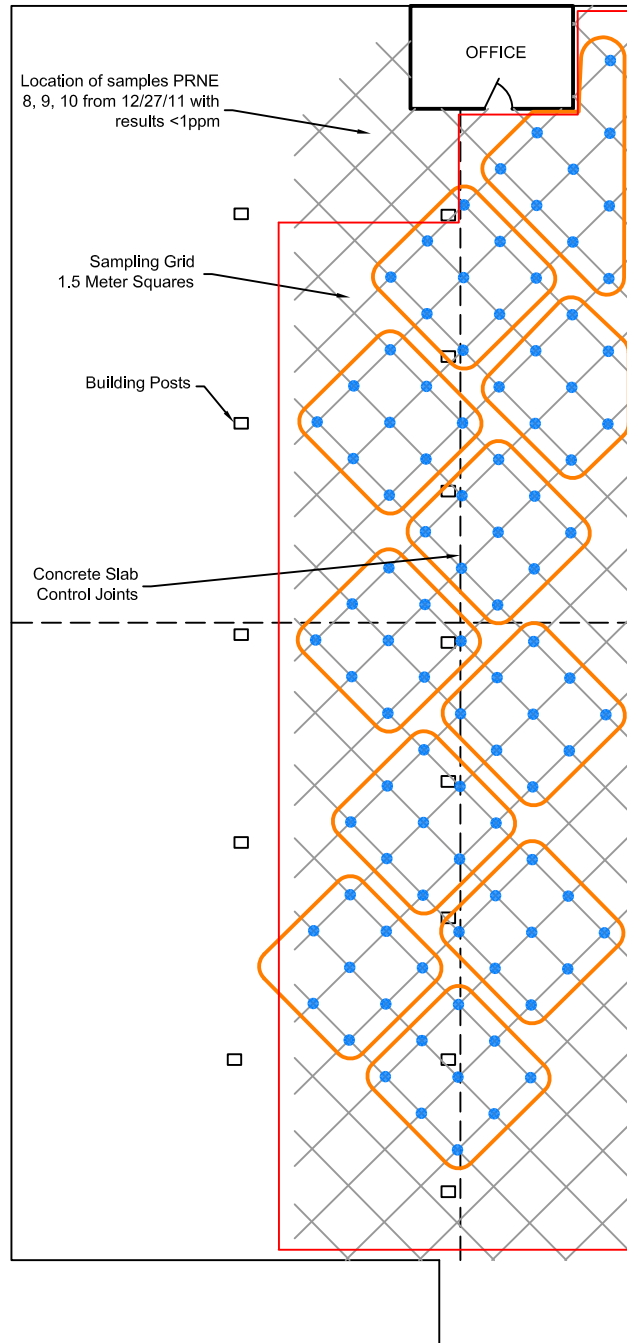 OFFICE
Location of samples PRNE
8, 9, 10 from 12/27/11 with
results <1ppm
Sampling Grid
1.5 Meter Squares
Building Posts
Concrete Slab
Control Joints